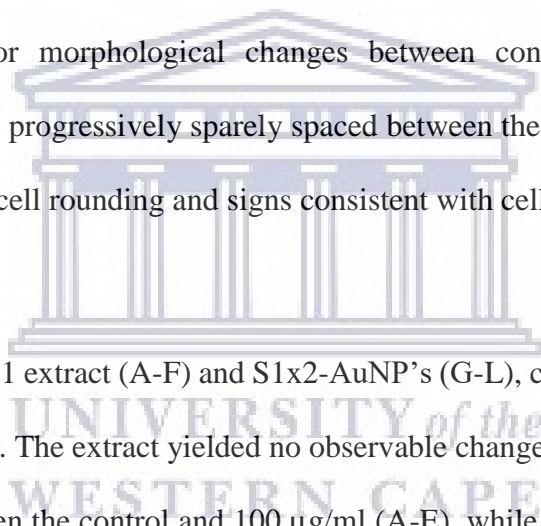 or morphological changes between con
progressively sparely spaced between the
cell rounding and signs consistent with cell
1 extract (A-F) and S1x2-AuNP's (G-L), c
UNIVERSITY of the
. The extract yielded no observable change
WESTERN CAPE
en the control and 100 µg/ml (A-F), while